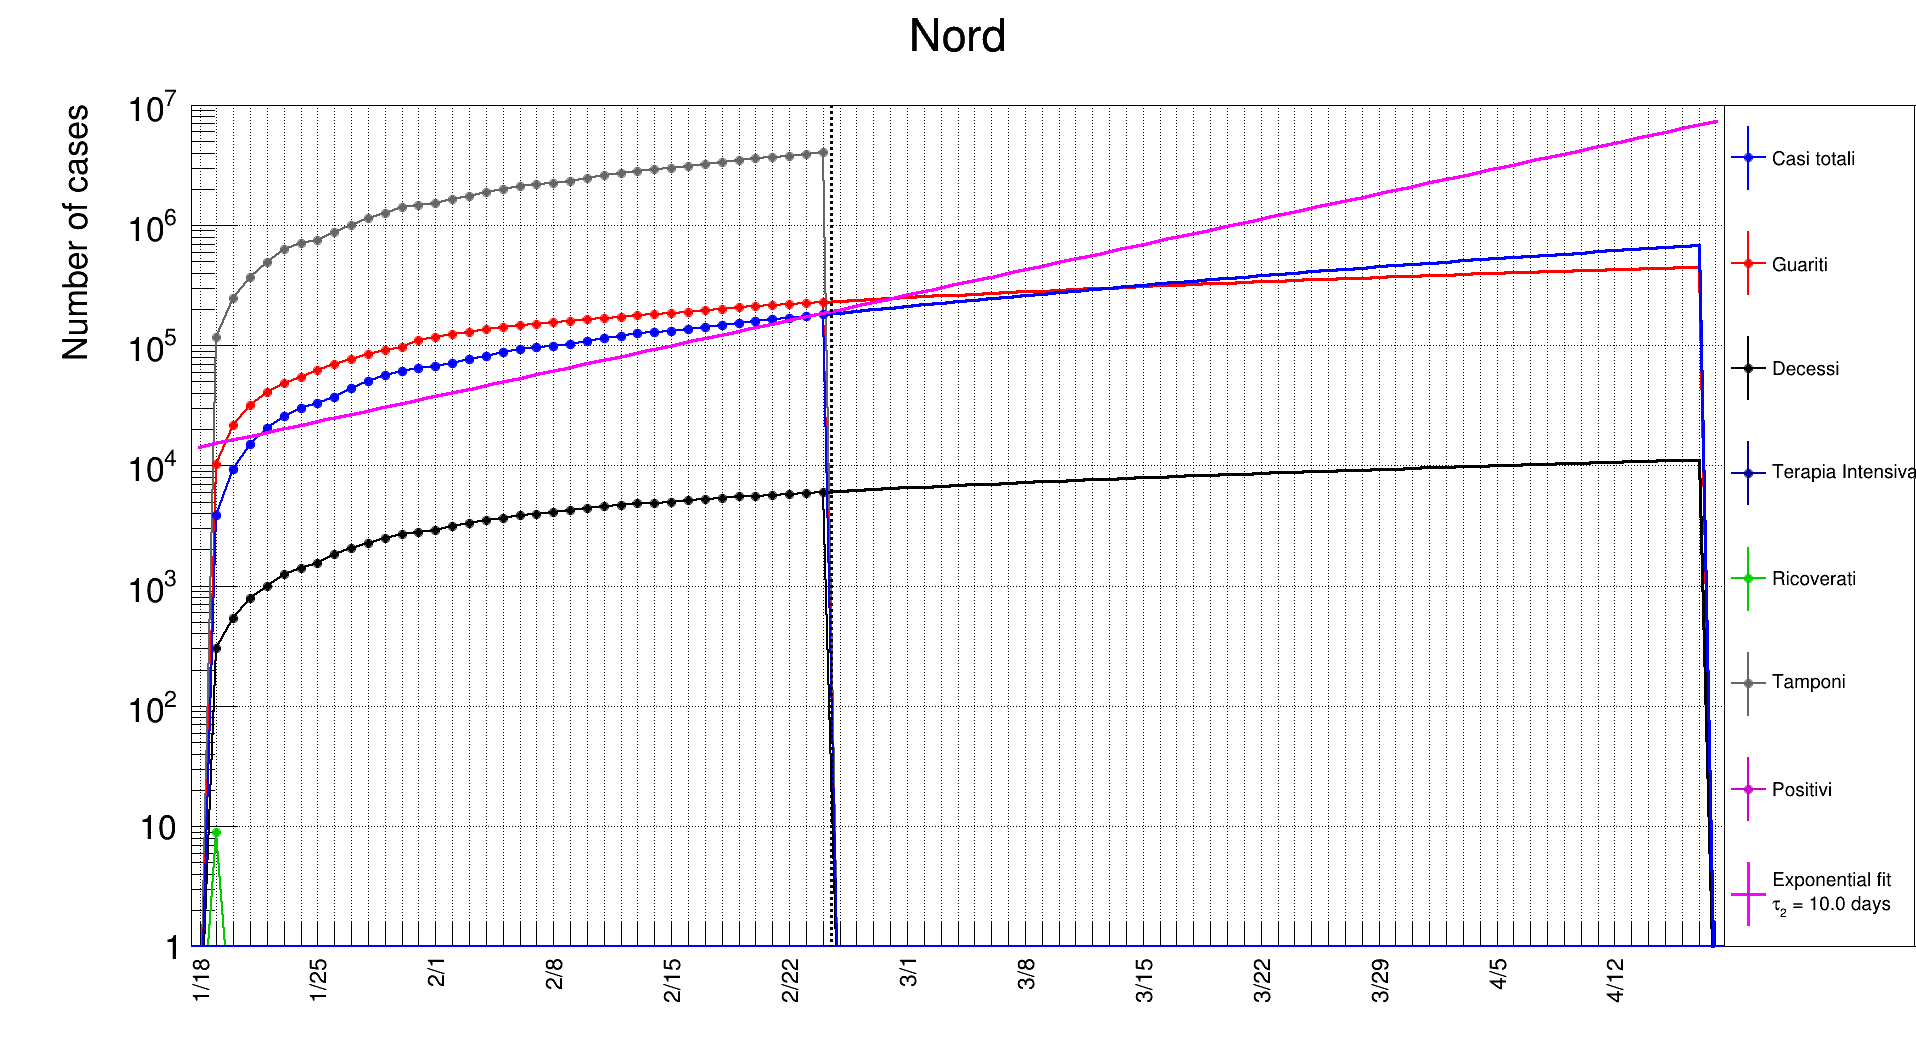 Nord
Number of cases
10^7
10^6
10^5
10^4
10^3
10^2
10
1
1/18
1/25
2/1
2/8
2/15
2/22
3/1
3/8
3/15
3/22
3/29
4/5
4/12
Casi totali
Guariti
Decessi
Terapia Intensiva
Ricoverati
Tamponi
Positivi
Exponential fit
τ₂ = 10.0 days